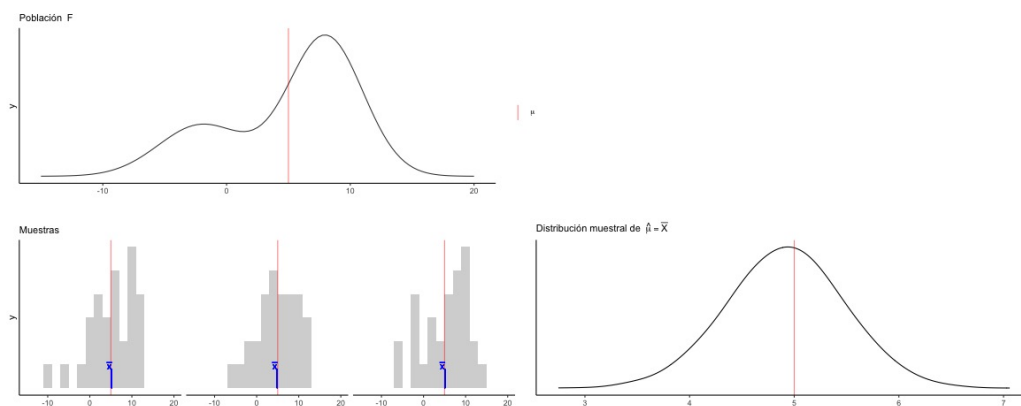 Población F
y
μ
-10 0 10 20
Muestras
y
X̄ X̄ X̄
-10 0 10 20 -10 0 10 20 -10 0 10 20
Distribución muestral de μ̂ = X̄
3 4 5 6 7